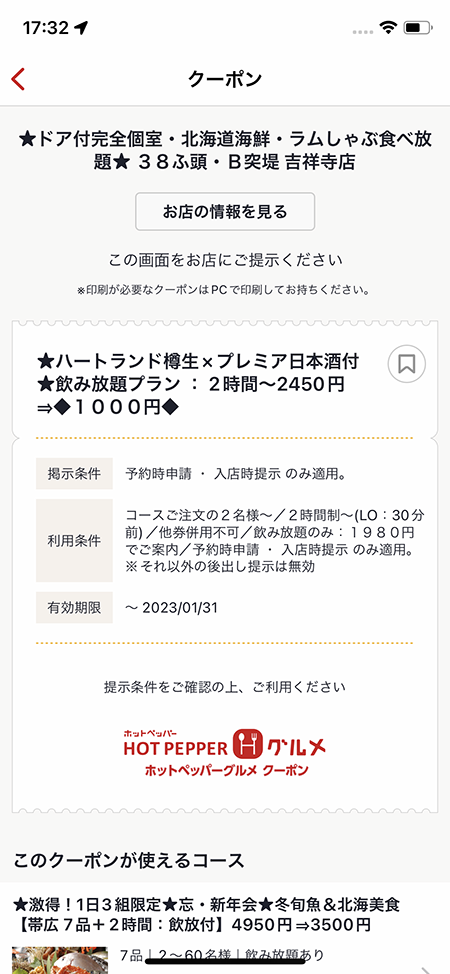 17:32
クーポン
★ドア付完全個室・北海道海鮮・ラムしゃぶ食べ放
題★ ３８ふ頭・Ｂ突堤 吉祥寺店
お店の情報を見る
この画面をお店にご提示ください
※印刷が必要なクーポンはPCで印刷してお持ちください。
★ハートランド樽生×プレミア日本酒付
★飲み放題プラン ： ２時間〜2450円
⇒◆１０００円◆
掲示条件
予約時申請 ・ 入店時提示 のみ適用。
利用条件
コースご注文の２名様〜／２時間制〜(LO：30分
前) ／他券併用不可／飲み放題のみ：１９８０円
でご案内／予約時申請 ・ 入店時提示 のみ適用。
※それ以外の後出し提示は無効
有効期限
〜 2023/01/31
提示条件をご確認の上、ご利用ください
ホットペッパー
HOT PEPPER グルメ
ホットペッパーグルメ クーポン
このクーポンが使えるコース
★激得！1日３組限定★忘・新年会★冬旬魚＆北海美食
【帯広７品＋２時間：飲放付】4950円⇒3500円
7品｜2〜60名様｜飲み放題あり